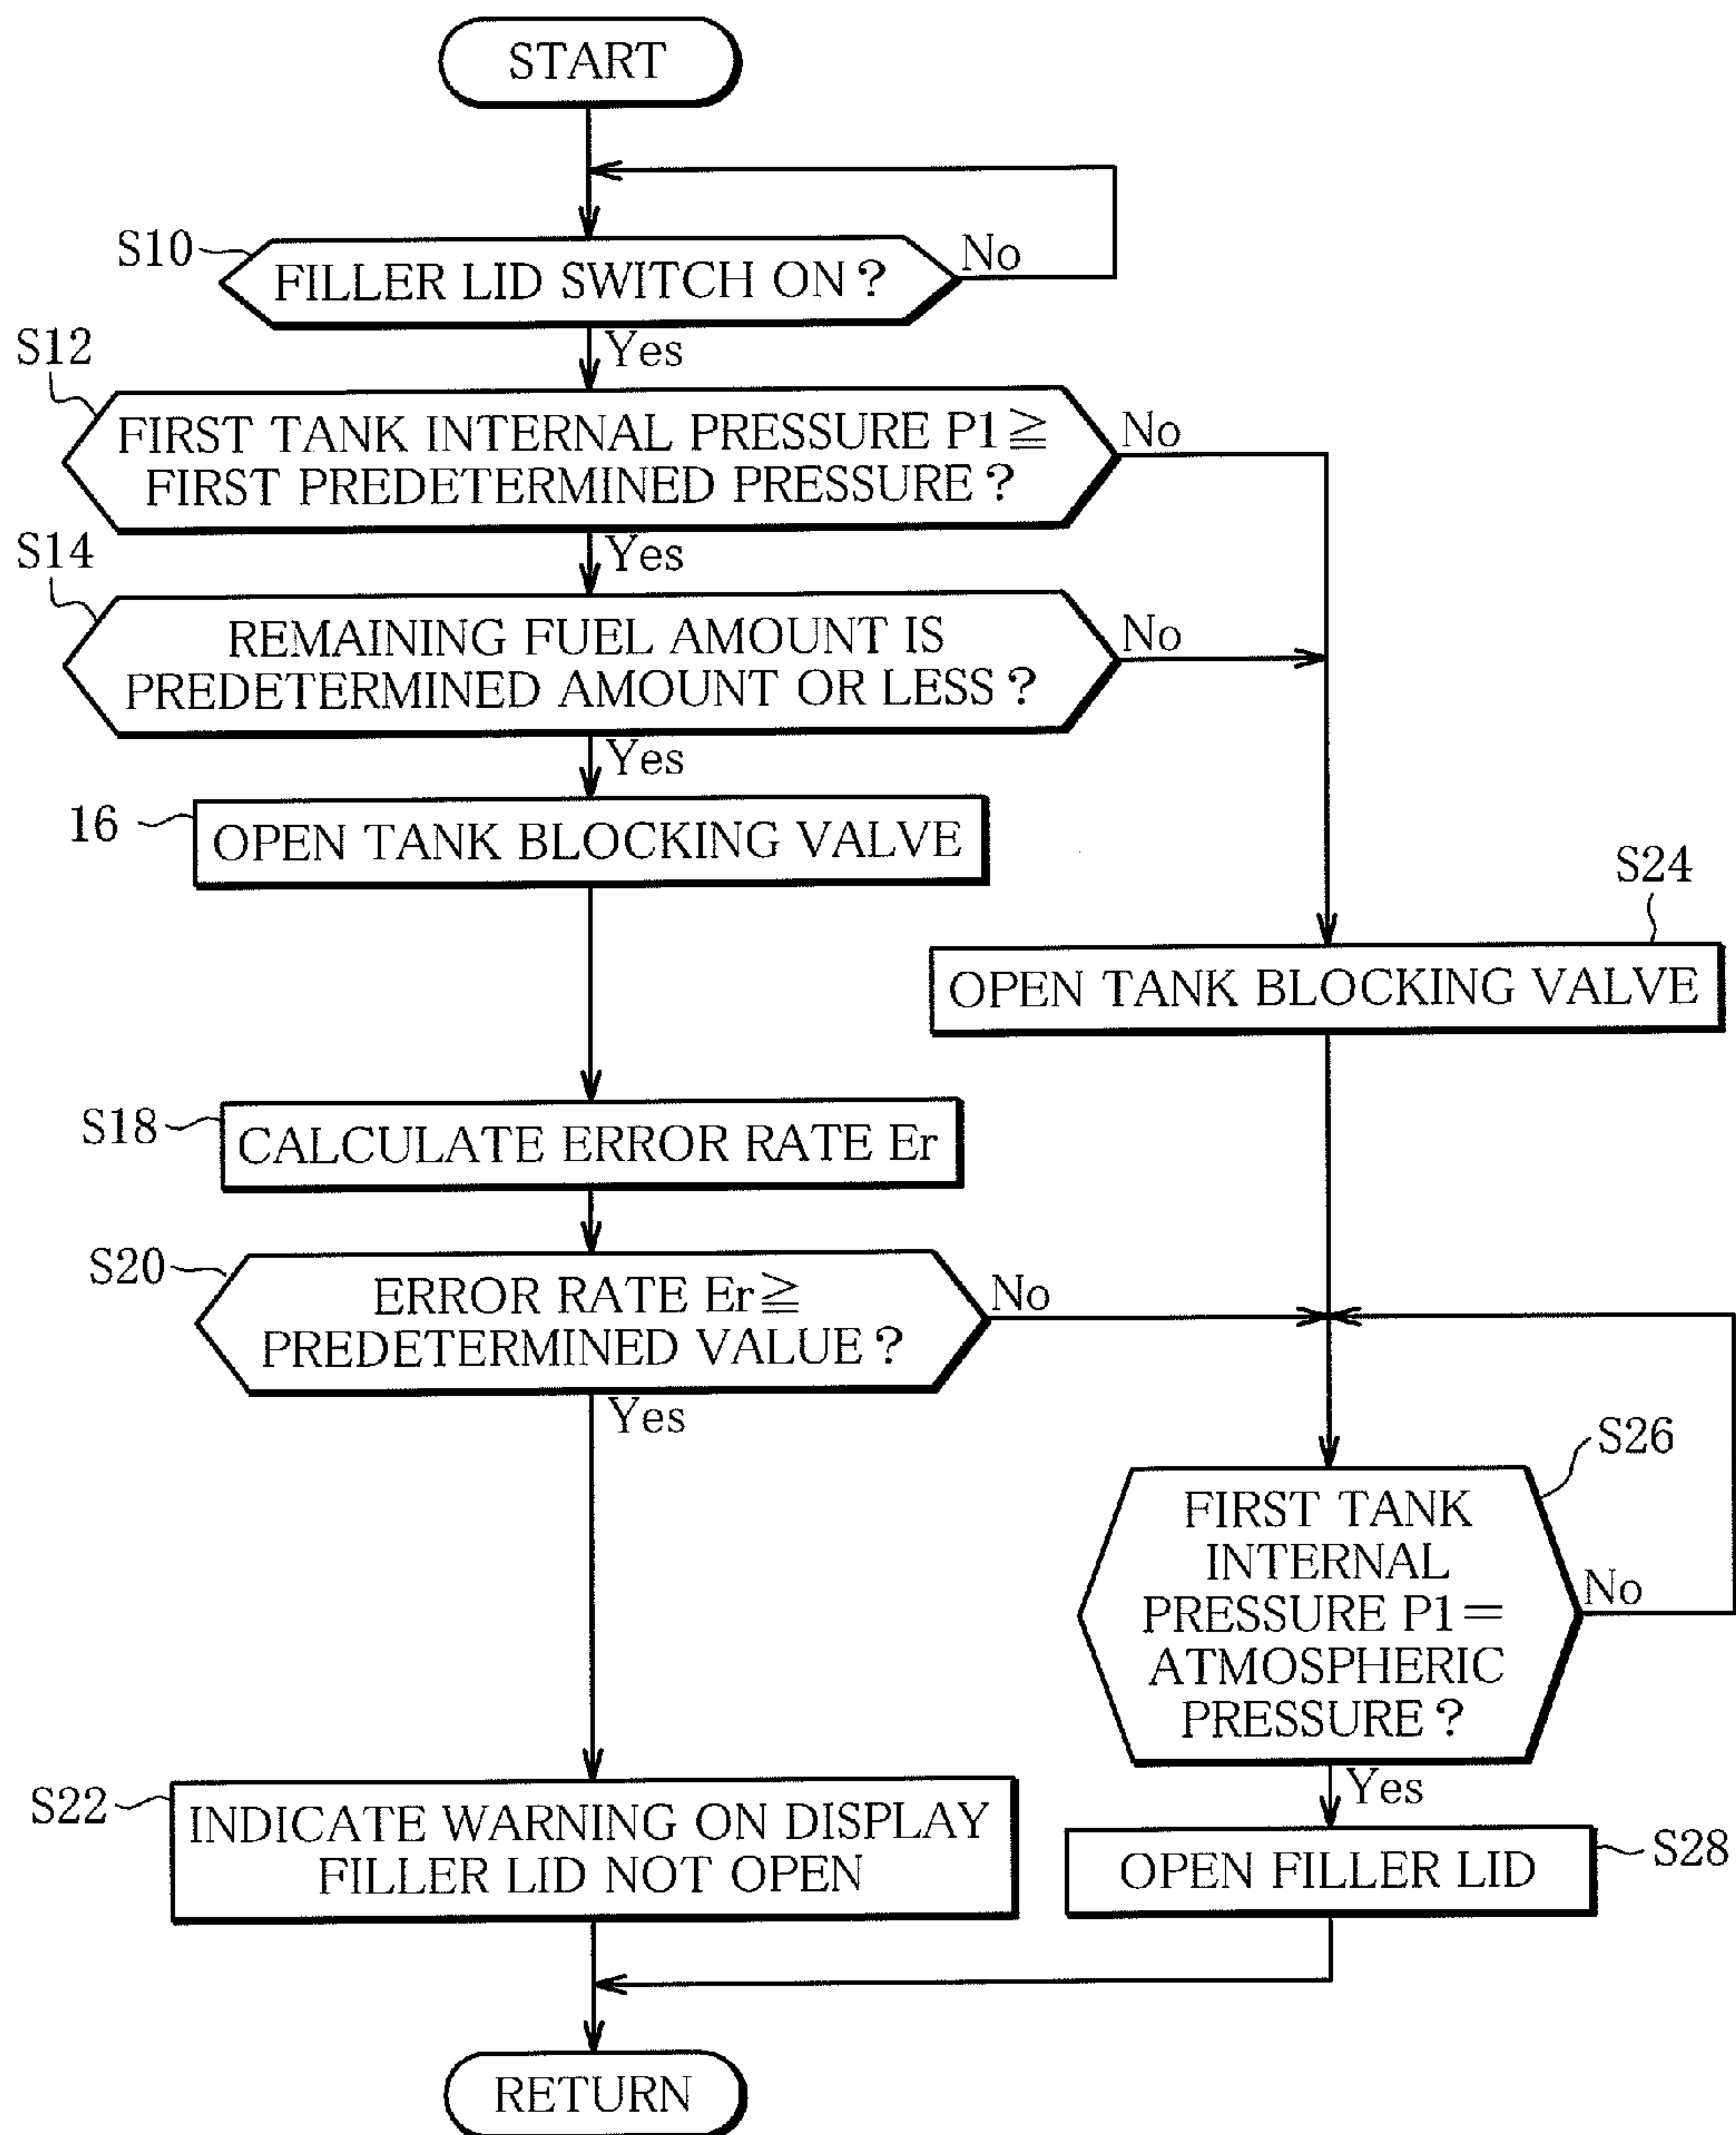 START
S10
FILLER LID SWITCH ON?
No
Yes
S12
FIRST TANK INTERNAL PRESSURE P1≧
FIRST PREDETERMINED PRESSURE?
No
Yes
S14
REMAINING FUEL AMOUNT IS
PREDETERMINED AMOUNT OR LESS?
No
Yes
16
OPEN TANK BLOCKING VALVE
S24
OPEN TANK BLOCKING VALVE
S18
CALCULATE ERROR RATE Er
S20
ERROR RATE Er≧
PREDETERMINED VALUE?
No
Yes
S26
FIRST TANK
INTERNAL
PRESSURE P1=
ATMOSPHERIC
PRESSURE?
No
Yes
S22
INDICATE WARNING ON DISPLAY
FILLER LID NOT OPEN
OPEN FILLER LID
S28
RETURN